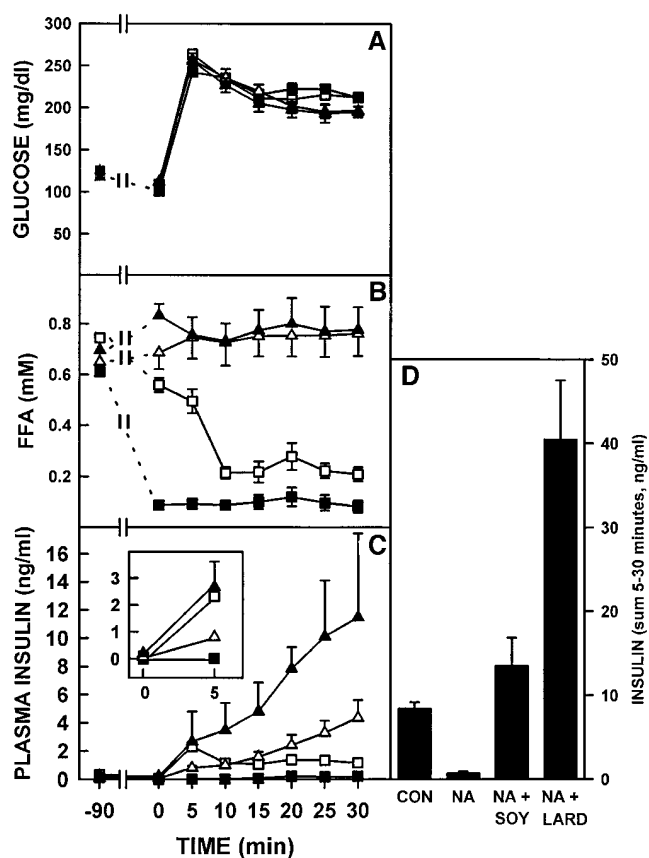 300
250
200
150
100
50
GLUCOSE (mg/dl)
A
0.8
0.6
0.4
0.2
FFA (mM)
B
16
14
12
10
8
6
4
2
0
PLASMA INSULIN (ng/ml)
C
3
2
1
0
0
5
-90
0
5
10
15
20
25
30
TIME (min)
D
50
40
30
20
10
0
INSULIN (sum 5-30 minutes, ng/ml)
CON
NA
NA +
SOY
NA +
LARD